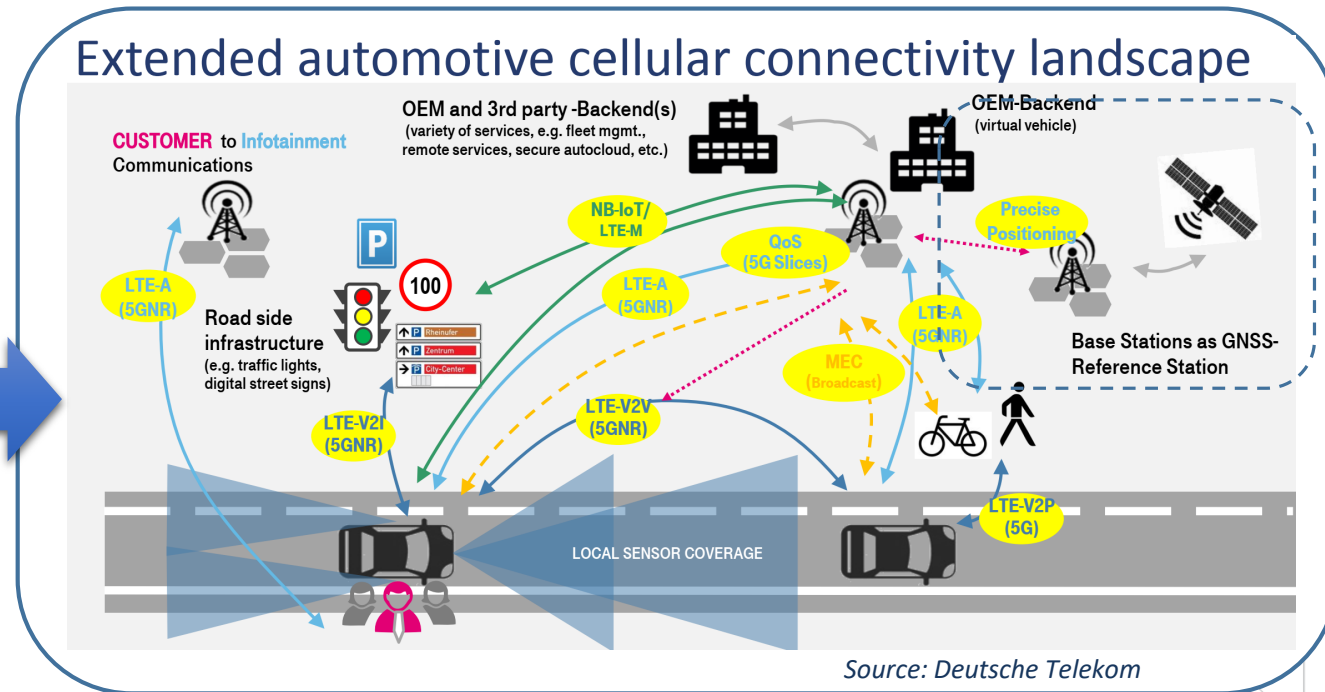 Extended automotive cellular connectivity landscape
OEM and 3rd party -Backend(s)
(variety of services, e.g. fleet mgmt.,
remote services, secure autocloud, etc.)
OEM-Backend
(virtual vehicle)
CUSTOMER to Infotainment
Communications
NB-IoT/
LTE-M
Precise
Positioning
P
QoS
(5G Slices)
LTE-A
(5GNR)
LTE-A
(5GNR)
100
LTE-A
(5GNR)
Road side
infrastructure
(e.g. traffic lights,
digital street signs)
P Rheinufer
P Zentrum
P City-Center
Base Stations as GNSS-
Reference Station
MEC
(Broadcast)
LTE-V2I
(5GNR)
LTE-V2V
(5GNR)
LTE-V2P
(5G)
LOCAL SENSOR COVERAGE
Source: Deutsche Telekom